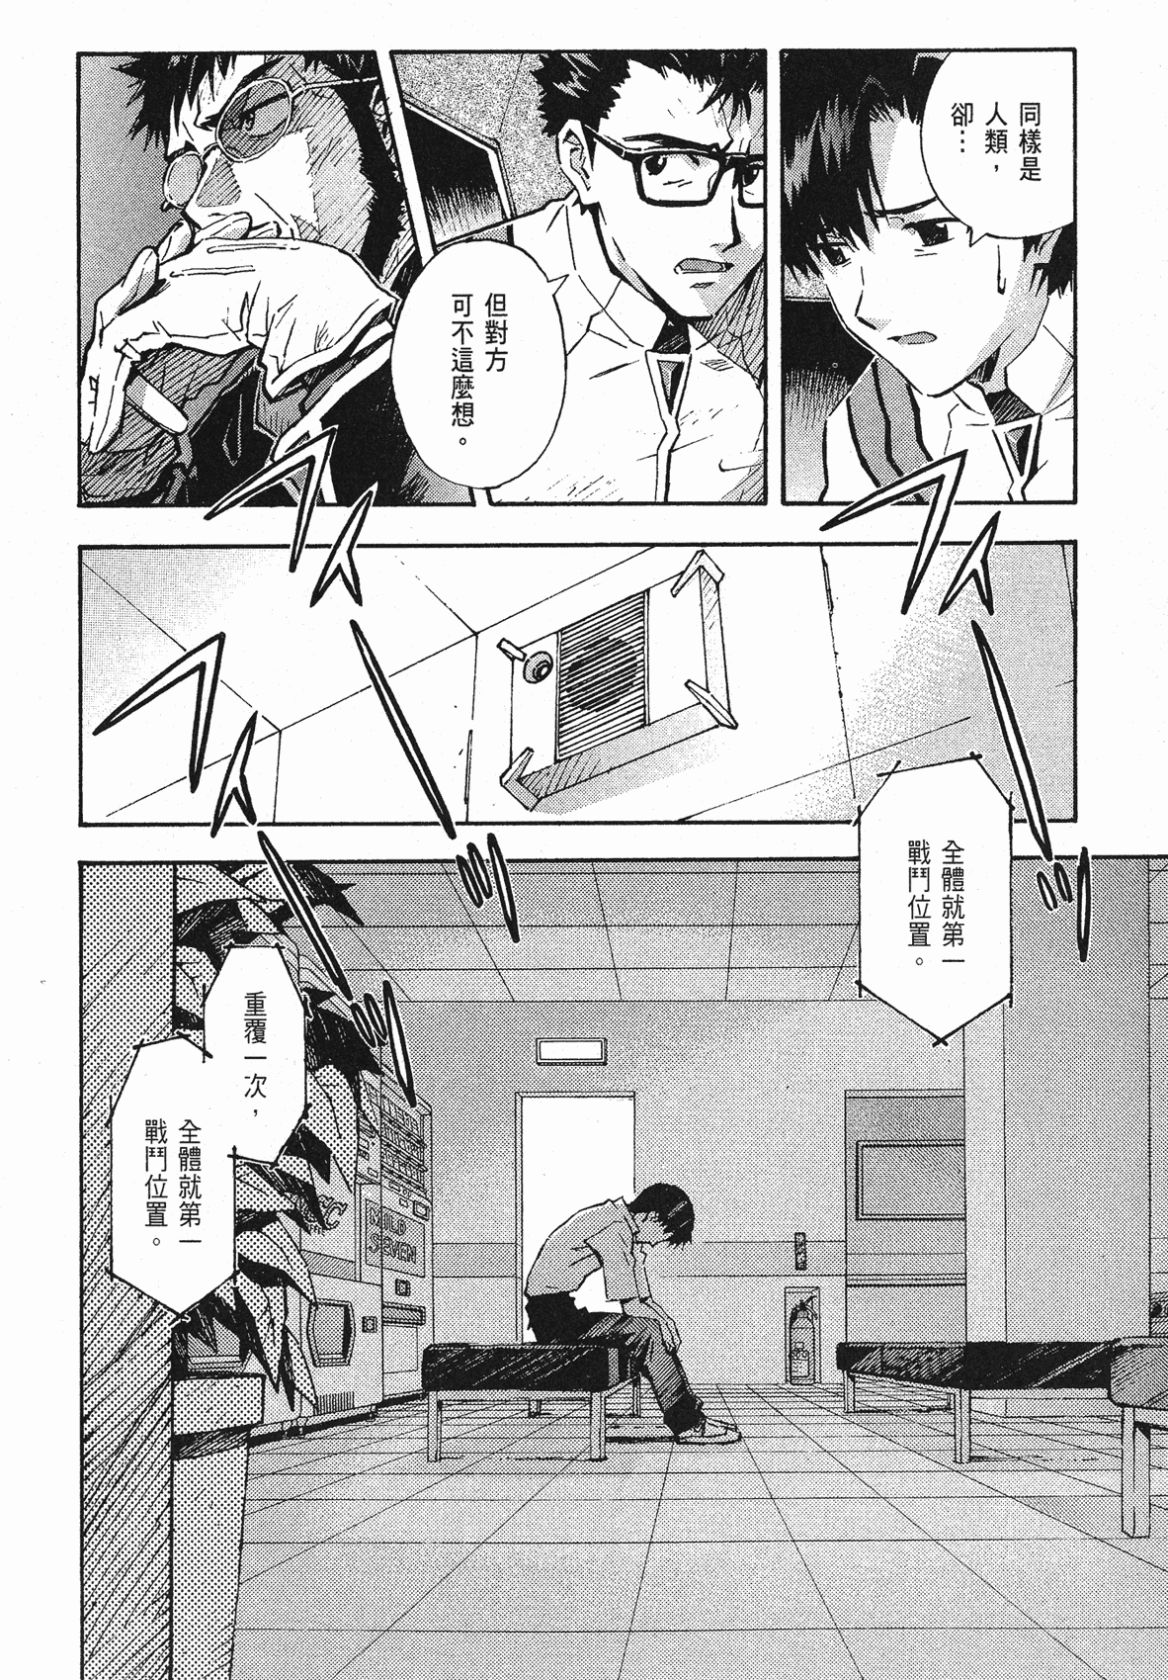 同樣是
人類，
卻…
但對方
可不這麼想。
全體就第一
戰鬥位置。
重覆一次，
全體就第一
戰鬥位置。
MILD
SEVEN